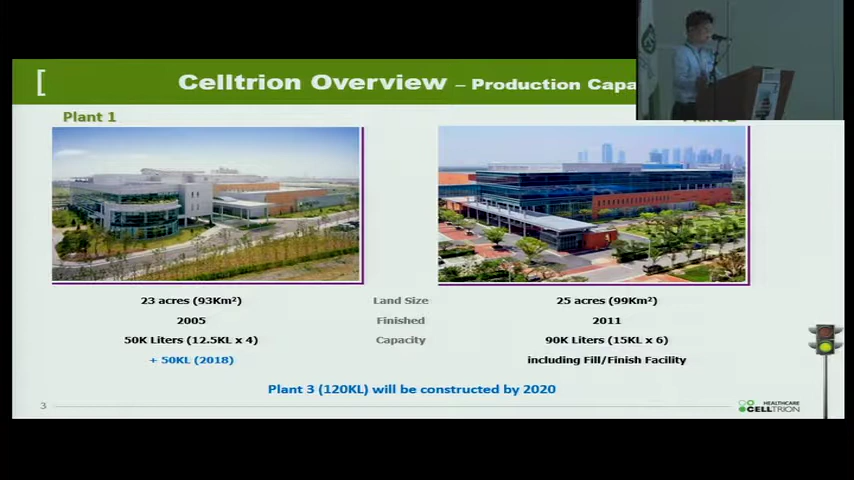 [ Celltrion Overview – Production Capa
Plant 1
23 acres (93Km²) Land Size 25 acres (99Km²)
2005 Finished 2011
50K Liters (12.5KL x 4) Capacity 90K Liters (15KL x 6)
+ 50KL (2018) including Fill/Finish Facility
Plant 3 (120KL) will be constructed by 2020
3
HEALTHCARE
CELLTRION